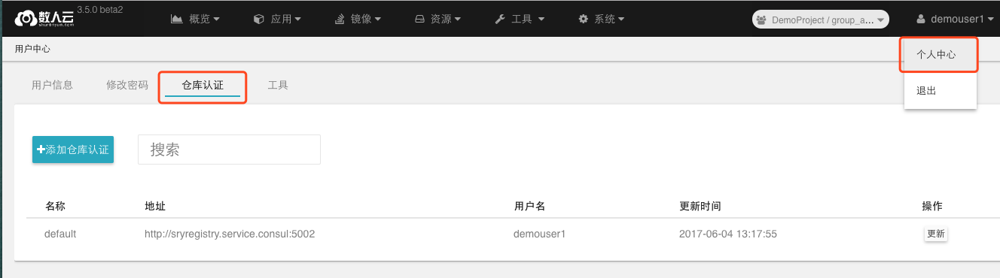 数人云 3.5.0 beta2
shurenyun.com
概览 应用 镜像 资源 工具 系统 DemoProject / group_a... demouser1
用户中心
个人中心
退出
用户信息 修改密码 仓库认证 工具
+添加仓库认证 搜索
名称 地址 用户名 更新时间 操作
default http://sryregistry.service.consul:5002 demouser1 2017-06-04 13:17:55 更新